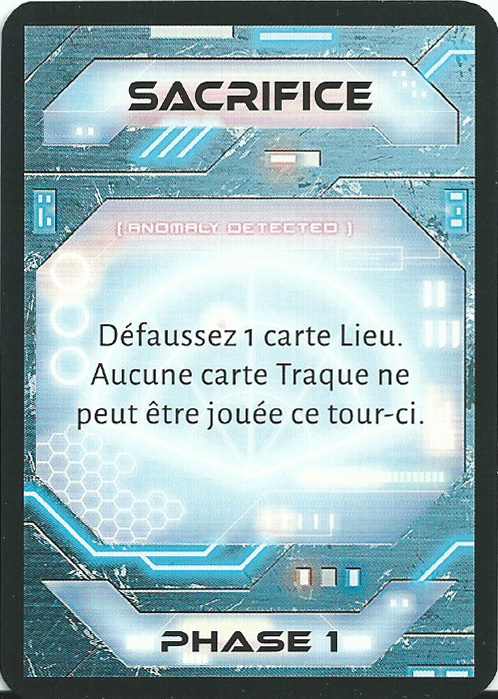 SACRIFICE
[ANOMALY DETECTED]
Défaussez 1 carte Lieu.
Aucune carte Traque ne
peut être jouée ce tour-ci.
PHASE 1